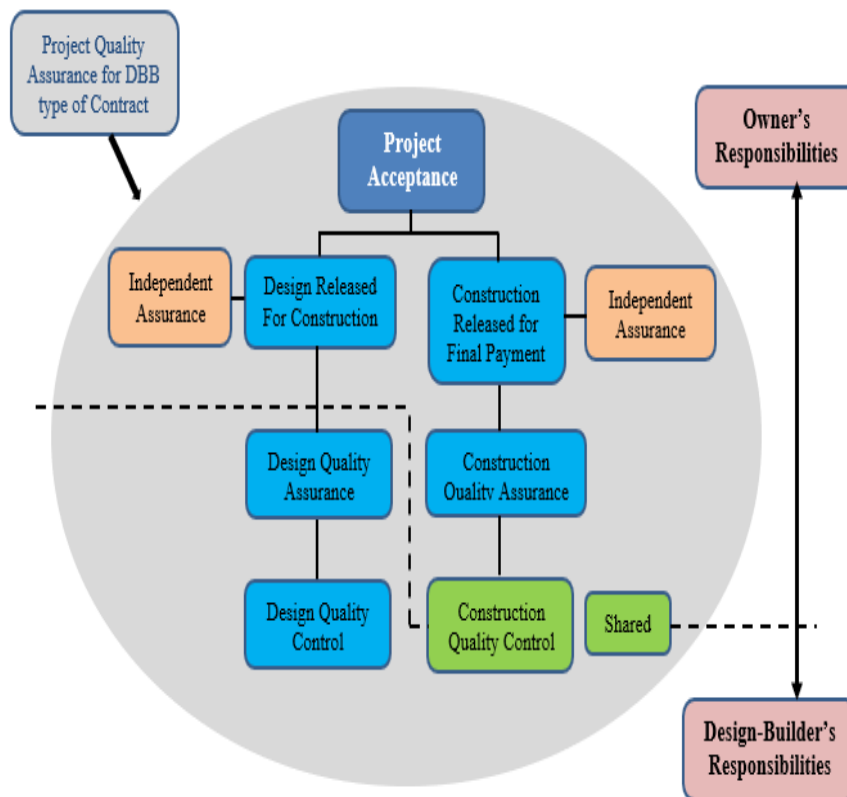 Project Quality
Assurance for DBB
type of Contract
Owner's
Responsibilities
Project
Acceptance
Independent
Assurance
Design Released
For Construction
Construction
Released for
Final Payment
Independent
Assurance
Design Quality
Assurance
Construction
Quality Assurance
Design Quality
Control
Construction
Quality Control
Shared
Design-Builder's
Responsibilities